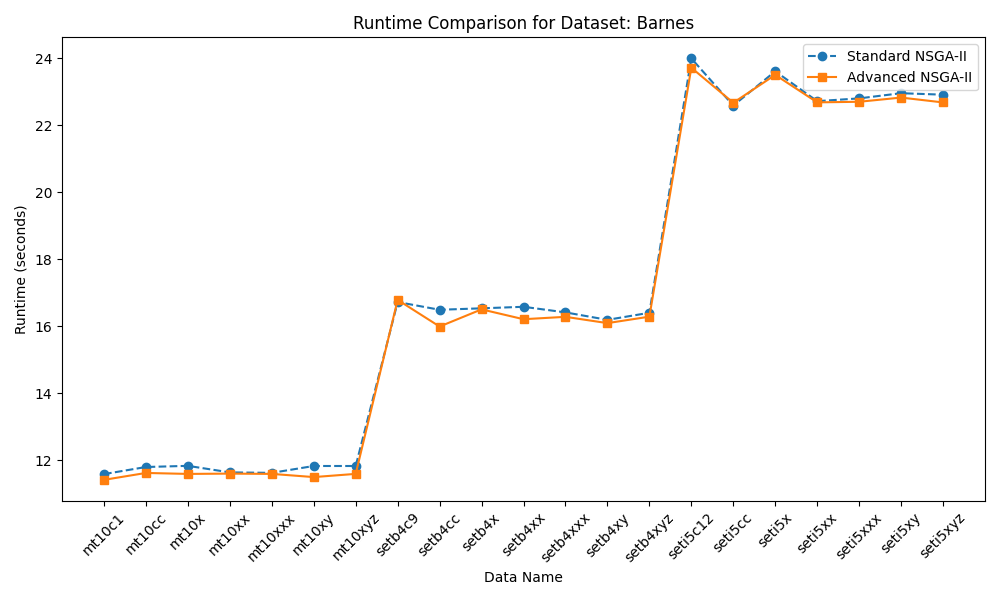 Runtime Comparison for Dataset: Barnes
Standard NSGA-II
Advanced NSGA-II
Runtime (seconds)
24
22
20
18
16
14
12
mt10c1
mt10cc
mt10x
mt10xx
mt10xxx
mt10xy
mt10xyz
setb4c9
setb4cc
setb4x
setb4xx
setb4xxx
setb4xy
setb4xyz
seti5c12
seti5cc
seti5x
seti5xx
seti5xxx
seti5xy
seti5xyz
Data Name